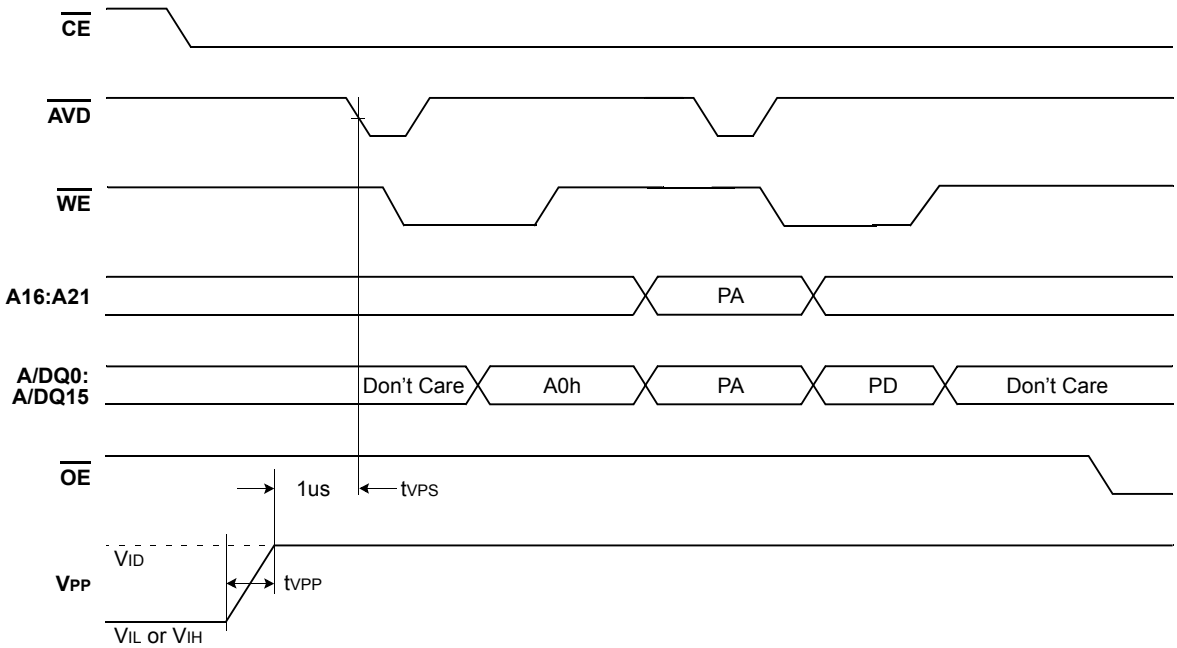 CE
AVD
WE
A16:A21
PA
A/DQ0:
A/DQ15
Don't Care
A0h
PA
PD
Don't Care
OE
1us
tVPS
VID
VPP
tVPP
VIL or VIH